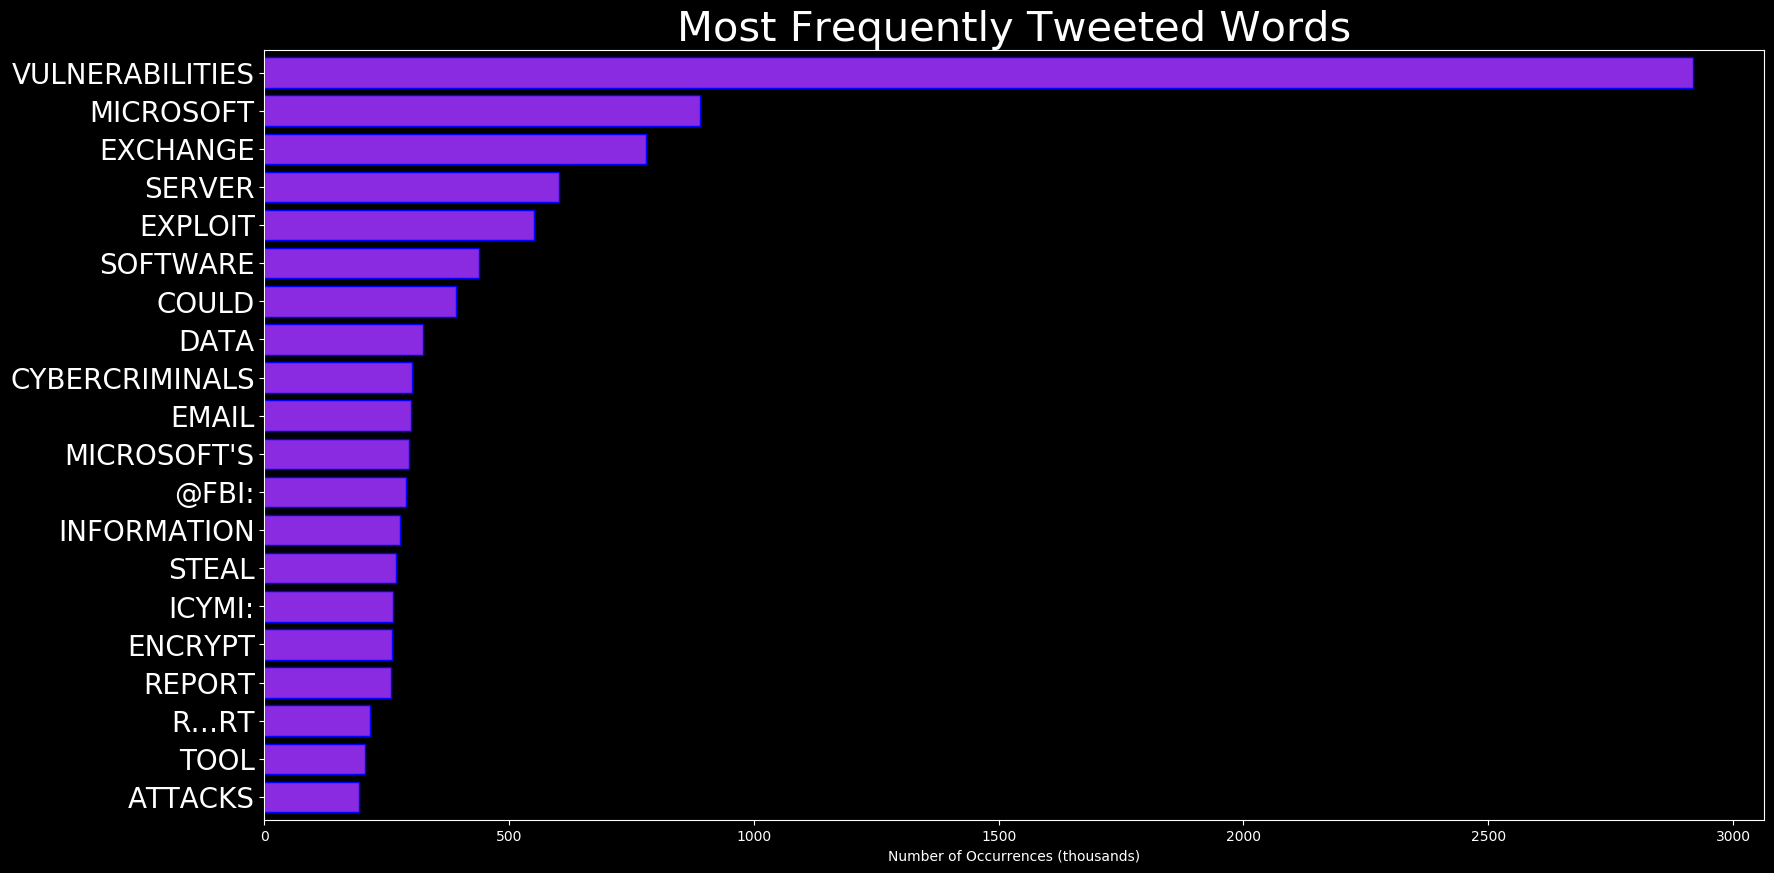 Most Frequently Tweeted Words
VULNERABILITIES
MICROSOFT
EXCHANGE
SERVER
EXPLOIT
SOFTWARE
COULD
DATA
CYBERCRIMINALS
EMAIL
MICROSOFT'S
@FBI:
INFORMATION
STEAL
ICYMI:
ENCRYPT
REPORT
R...RT
TOOL
ATTACKS
0 500 1000 1500 2000 2500 3000
Number of Occurrences (thousands)